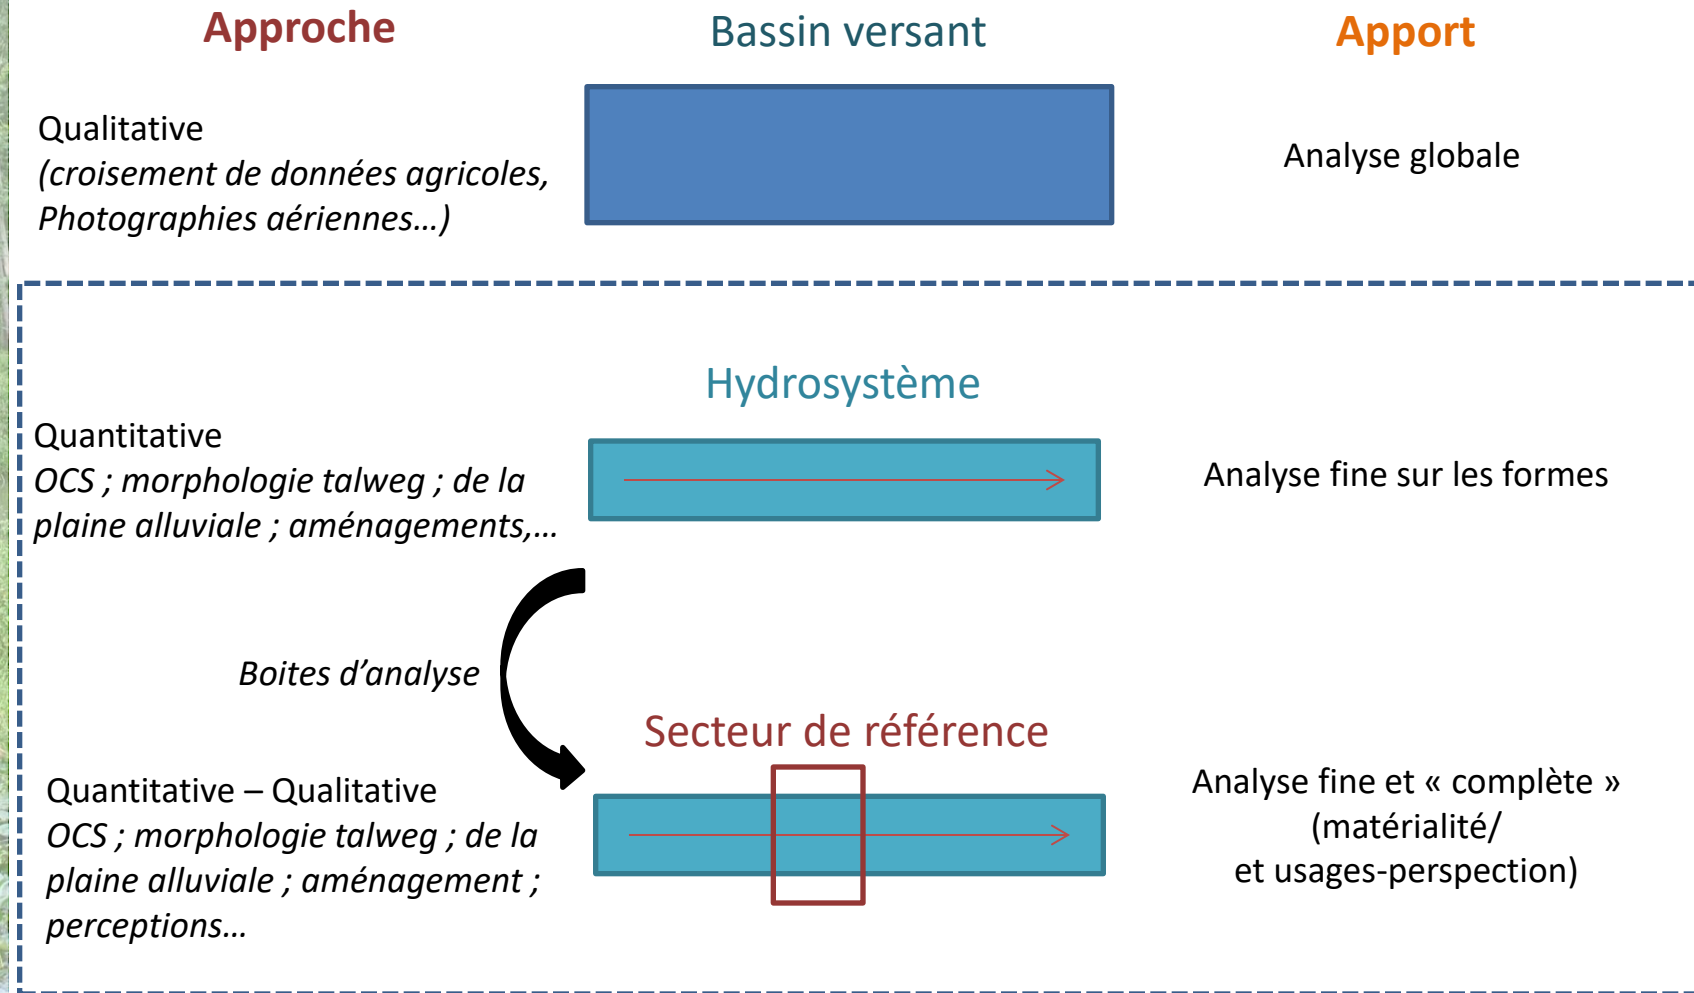 Approche
Bassin versant
Apport
Qualitative
(croisement de données agricoles,
Photographies aériennes…)
Analyse globale
Hydrosystème
Quantitative
OCS ; morphologie talweg ; de la
plaine alluviale ; aménagements,…
Analyse fine sur les formes
Boites d’analyse
Secteur de référence
Quantitative – Qualitative
OCS ; morphologie talweg ; de la
plaine alluviale ; aménagement ;
perceptions…
Analyse fine et « complète »
(matérialité/
et usages-perspection)